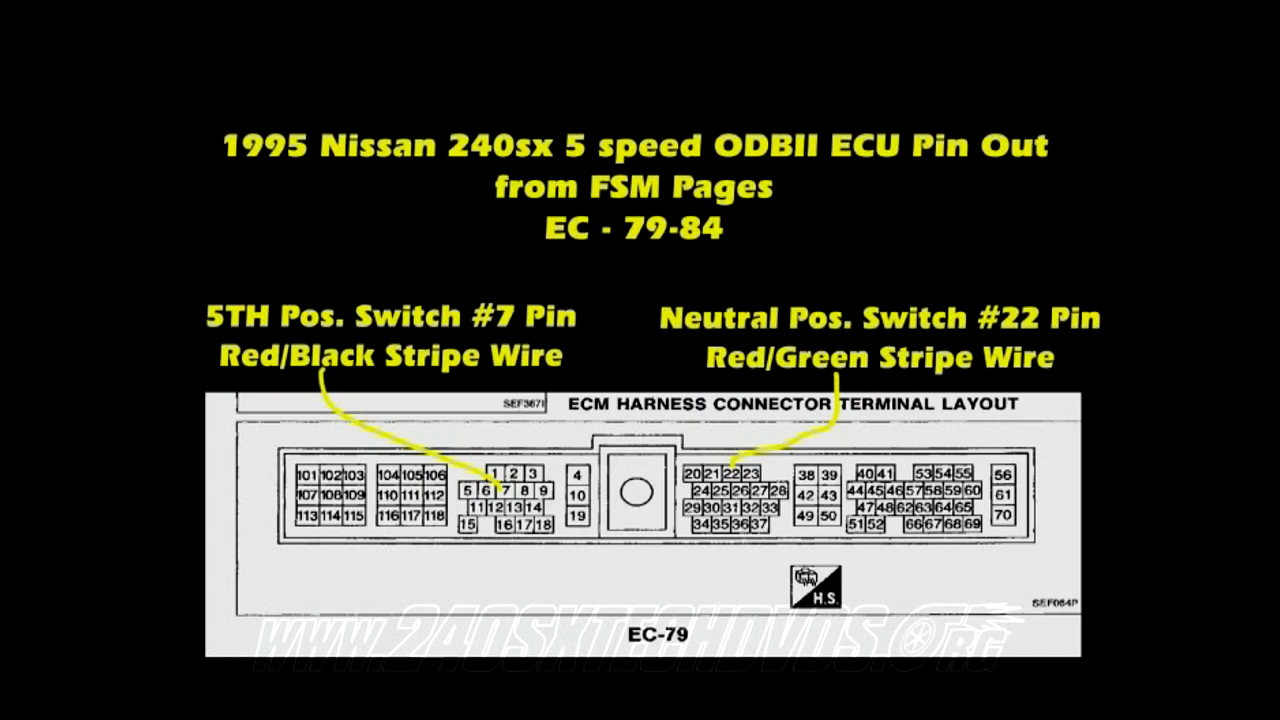 1995 Nissan 240sx 5 speed ODBII ECU Pin Out
from FSM Pages
EC - 79-84
5TH Pos. Switch #7 Pin
Red/Black Stripe Wire
Neutral Pos. Switch #22 Pin
Red/Green Stripe Wire
SEF367I
ECM HARNESS CONNECTOR TERMINAL LAYOUT
101 102 103 104 105 106 1 2 3 4 20 21 22 23 38 39 40 41 53 54 55 56
107 108 109 110 111 112 5 6 7 8 9 10 24 25 26 27 28 42 43 44 45 46 57 58 59 60 61
11 12 13 14 29 30 31 32 33 47 48 62 63 64 65
113 114 115 116 117 118 15 16 17 18 19 34 35 36 37 49 50 51 52 66 67 68 69 70
H.S.
SEF064P
EC-79
WWW.240SXTECHDVDS.ORG